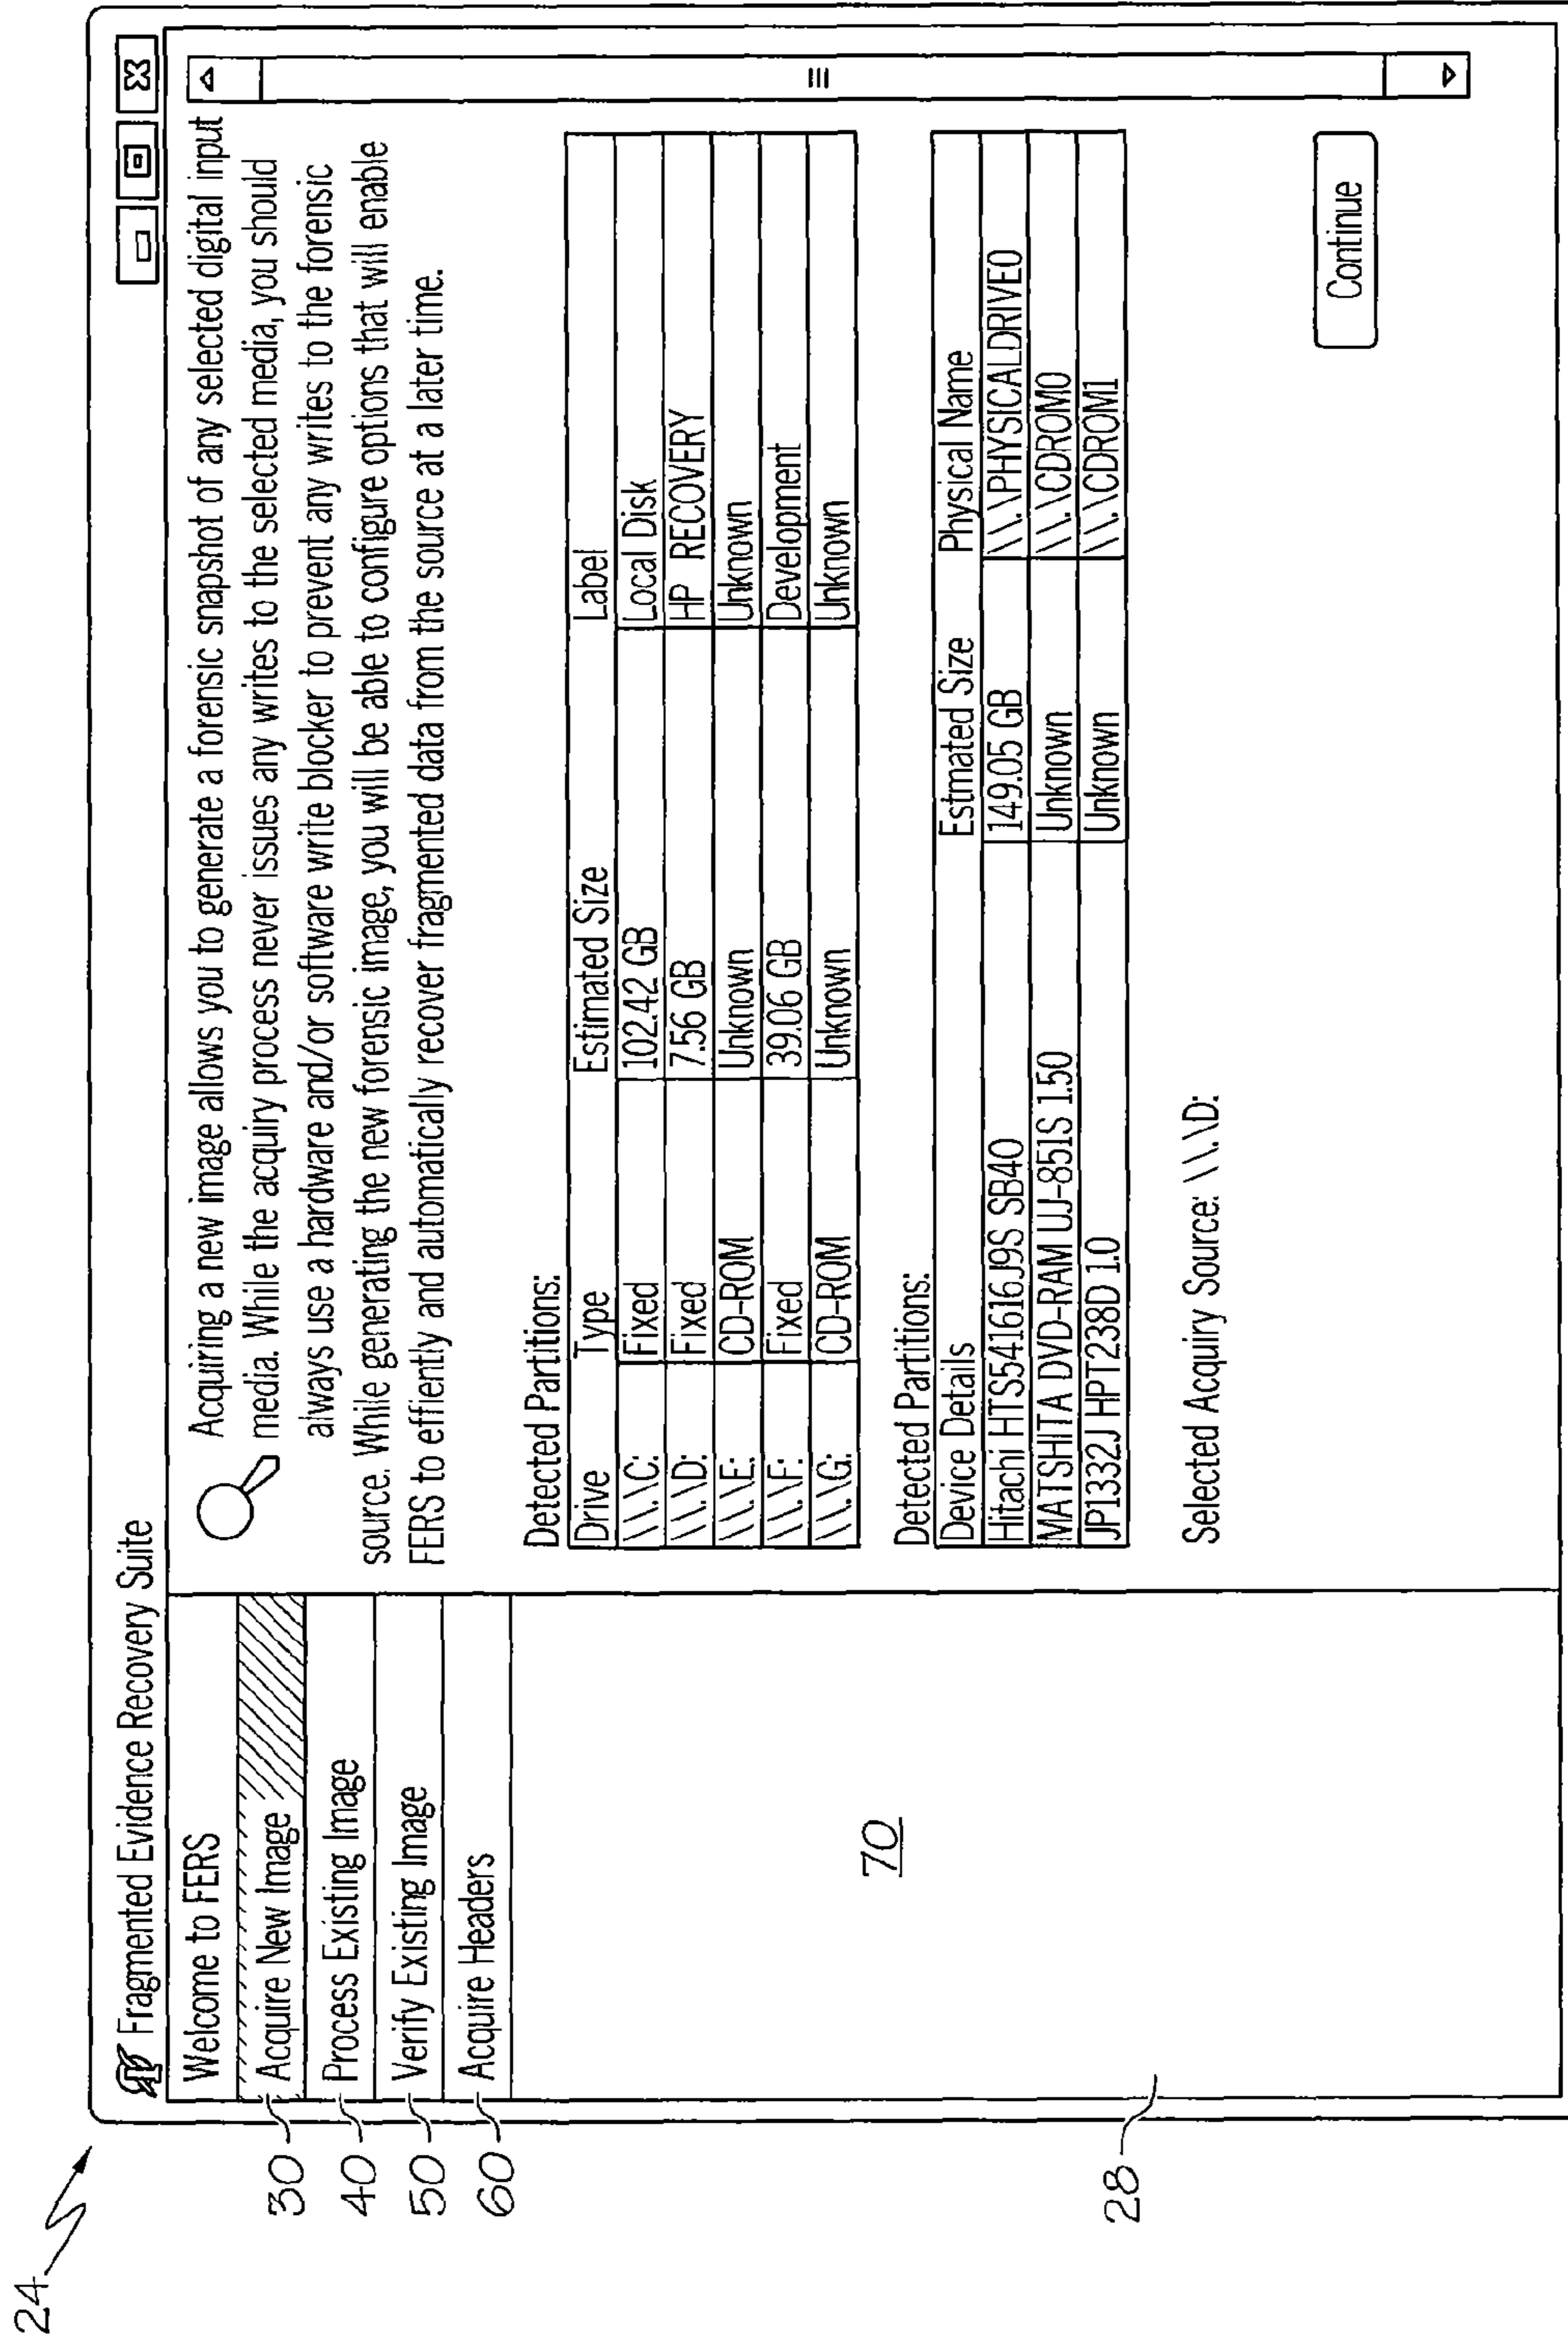 24
Fragmented Evidence Recovery Suite
Welcome to FERS
30 Acquire New Image
40 Process Existing Image
50 Verify Existing Image
60 Acquire Headers
70
28
Acquiring a new image allows you to generate a forensic snapshot of any selected digital input
media. While the acquiry process never issues any writes to the selected media, you should
always use a hardware and/or software write blocker to prevent any writes to the forensic
source. While generating the new forensic image, you will be able to configure options that will enable
FERS to effiently and automatically recover fragmented data from the source at a later time.
Detected Partitions:
Drive Type Estimated Size Label
\\.\C: Fixed 102.42 GB Local Disk
\\.\D: Fixed 7.56 GB HP RECOVERY
\\.\E: CD-ROM Unknown Unknown
\\.\F: Fixed 39.06 GB Development
\\.\G: CD-ROM Unknown Unknown
Detected Partitions:
Device Details Estmated Size Physical Name
Hitachi HTS541616J9S SB40 149.05 GB \\.\PHYSICALDRIVE0
MATSHITA DVD-RAM UJ-851S 1.50 Unknown \\.\CDROM0
JP1332J HPT238D 1.0 Unknown \\.\CDROM1
Selected Acquiry Source: \\.\D:
Continue